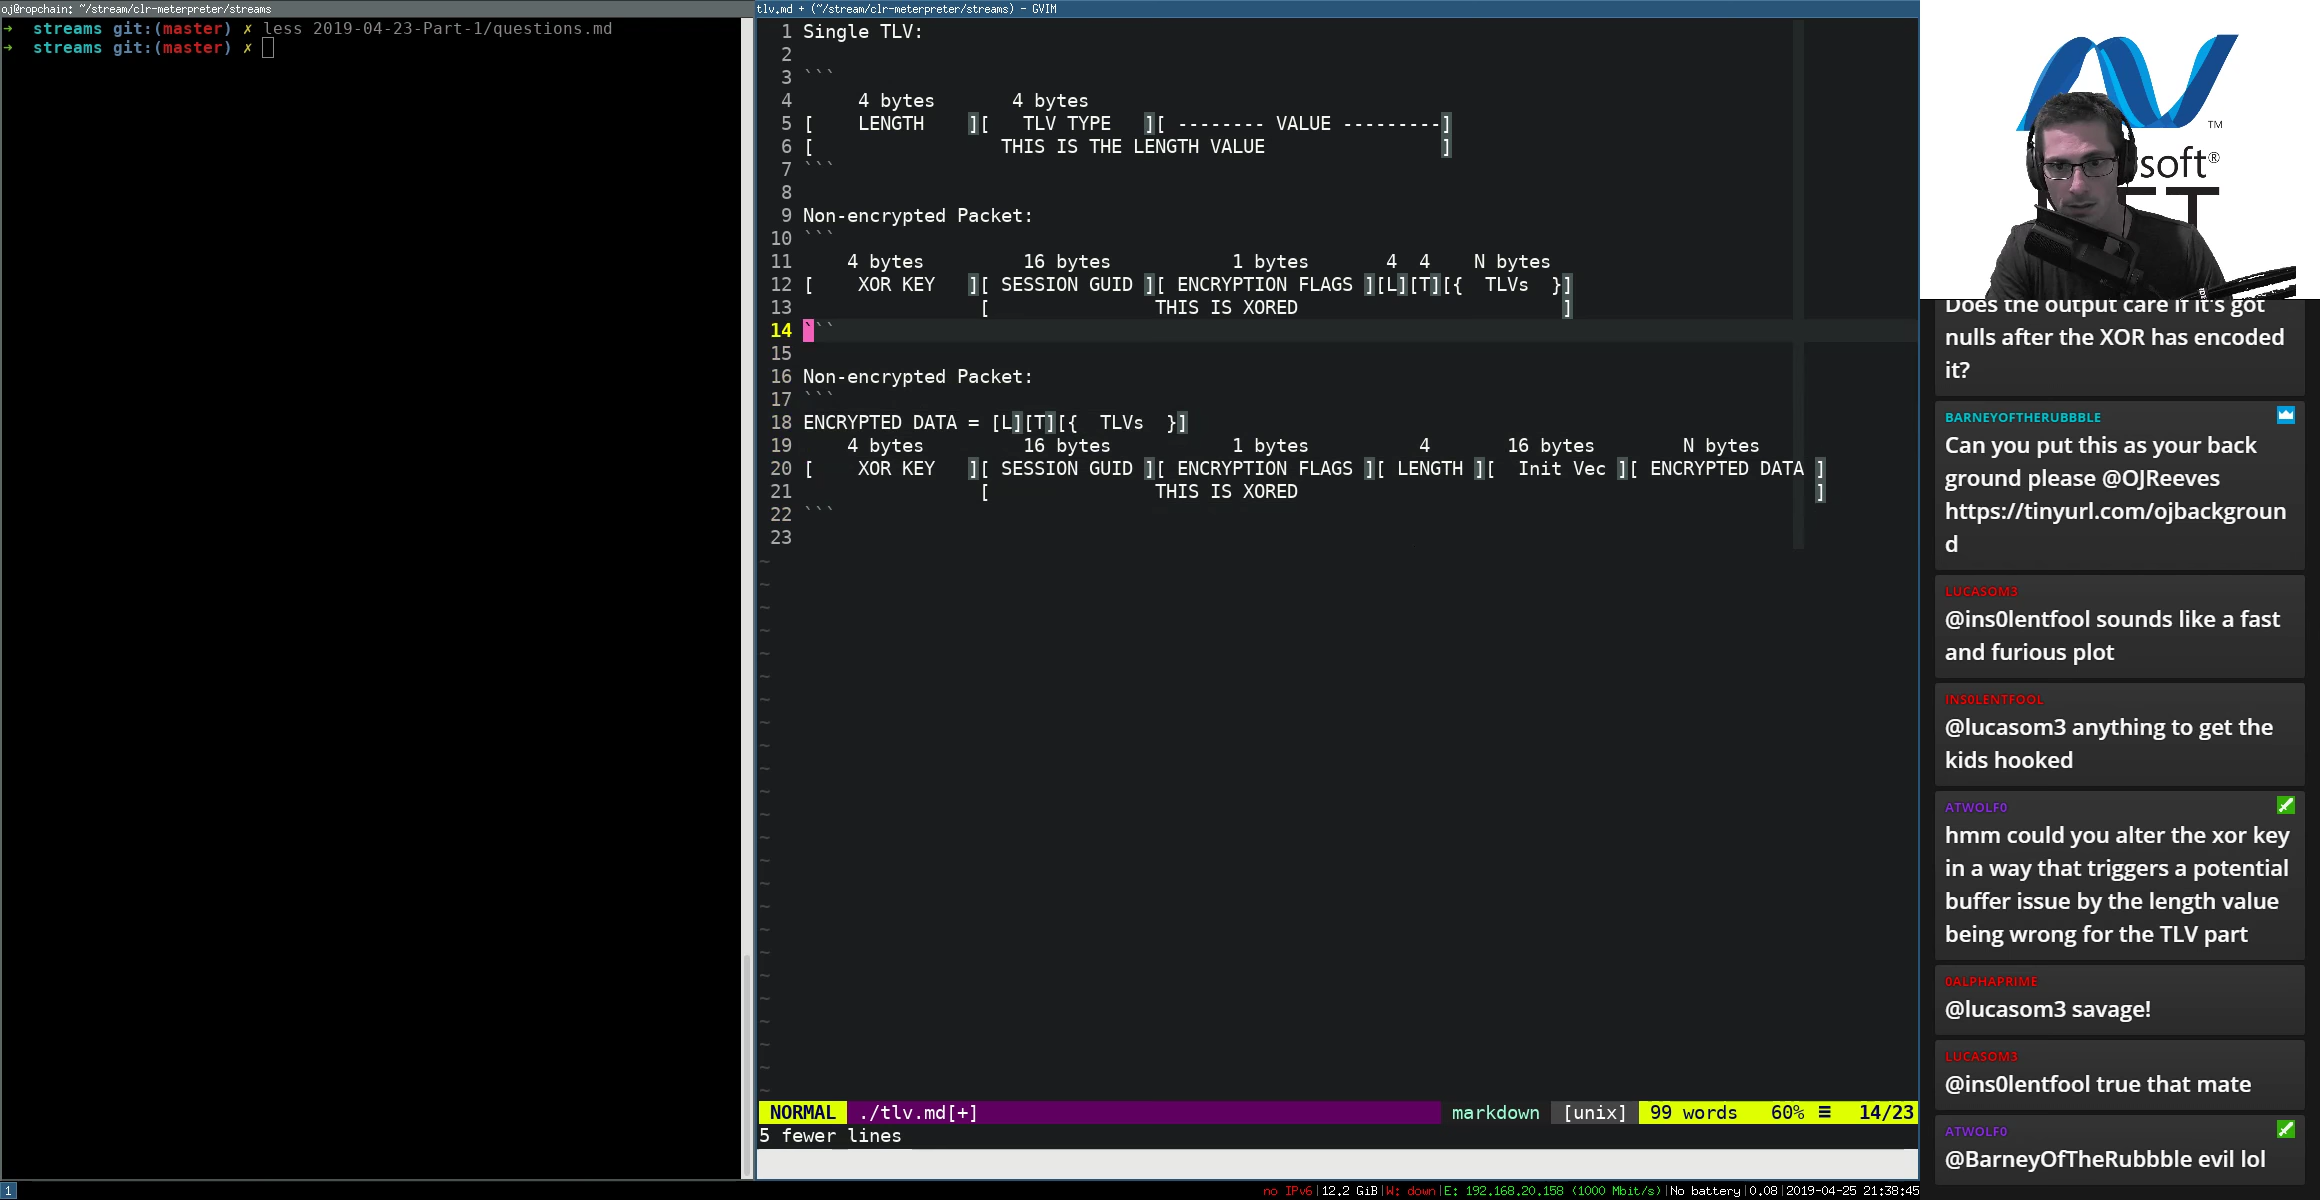 oj@ropchain: ~/stream/clr-meterpreter/streams
→ streams git:(master) ✗ less 2019-04-23-Part-1/questions.md
→ streams git:(master) ✗
tlv.md + (~/stream/clr-meterpreter/streams) - GVIM
1 Single TLV:
2
3 ```
4      4 bytes       4 bytes
5 [    LENGTH    ][   TLV TYPE   ][ -------- VALUE ---------]
6 [                 THIS IS THE LENGTH VALUE                ]
7 ```
8
9 Non-encrypted Packet:
10 ```
11     4 bytes         16 bytes           1 bytes       4  4    N bytes
12 [    XOR KEY   ][ SESSION GUID ][ ENCRYPTION FLAGS ][L][T][{  TLVs  }]
13                 [               THIS IS XORED                        ]
14 ```
15
16 Non-encrypted Packet:
17 ```
18 ENCRYPTED DATA = [L][T][{  TLVs  }]
19     4 bytes         16 bytes           1 bytes          4       16 bytes        N bytes
20 [    XOR KEY   ][ SESSION GUID ][ ENCRYPTION FLAGS ][ LENGTH ][  Init Vec ][ ENCRYPTED DATA ]
21                 [               THIS IS XORED                                               ]
22 ```
23
NORMAL ./tlv.md[+] markdown [unix] 99 words 60% ≡ 14/23
5 fewer lines
TM
soft®
Does the output care if it's got
nulls after the XOR has encoded
it?
BARNEYOFTHERUBBBLE
Can you put this as your back
ground please @OJReeves
https://tinyurl.com/ojbackgroun
d
LUCASOM3
@ins0lentfool sounds like a fast
and furious plot
INS0LENTFOOL
@lucasom3 anything to get the
kids hooked
ATWOLF0
hmm could you alter the xor key
in a way that triggers a potential
buffer issue by the length value
being wrong for the TLV part
0ALPHAPRIME
@lucasom3 savage!
LUCASOM3
@ins0lentfool true that mate
ATWOLF0
@BarneyOfTheRubbble evil lol
1
no IPv6|12.2 GiB|W: down|E: 192.168.20.158 (1000 Mbit/s)|No battery|0.08|2019-04-25 21:38:45